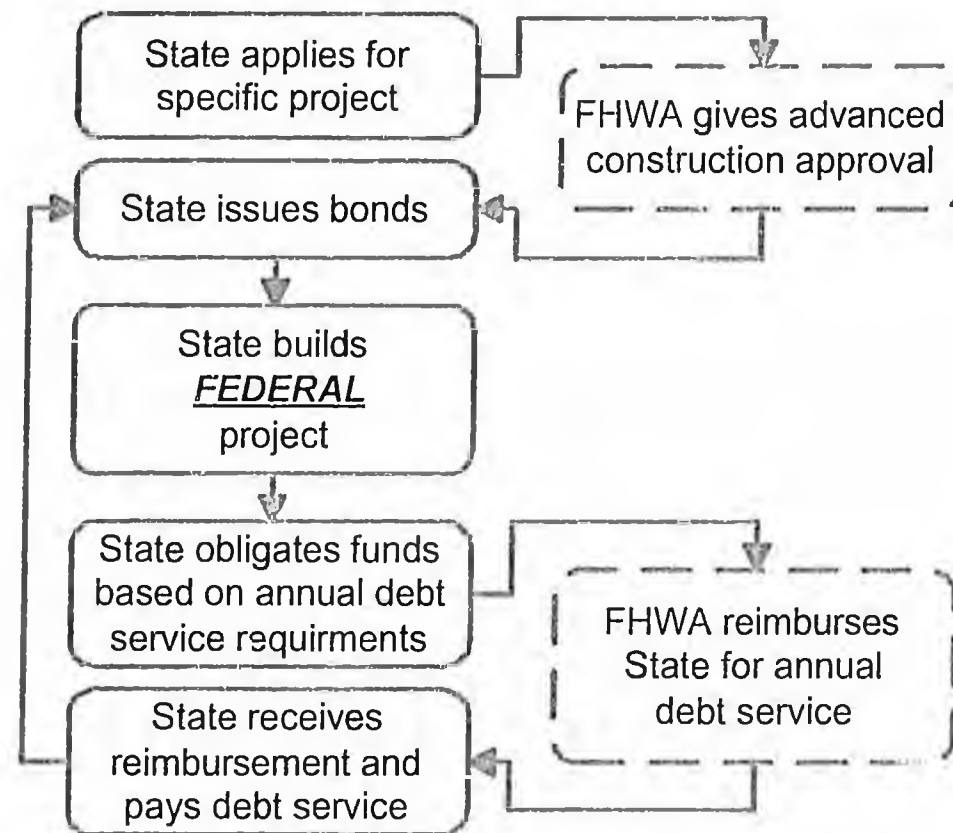 State applies for
specific project
FHWA gives advanced
construction approval
State issues bonds
State builds
FEDERAL
project
State obligates funds
based on annual debt
service requirments
FHWA reimburses
State for annual
debt service
State receives
reimbursement and
pays debt service